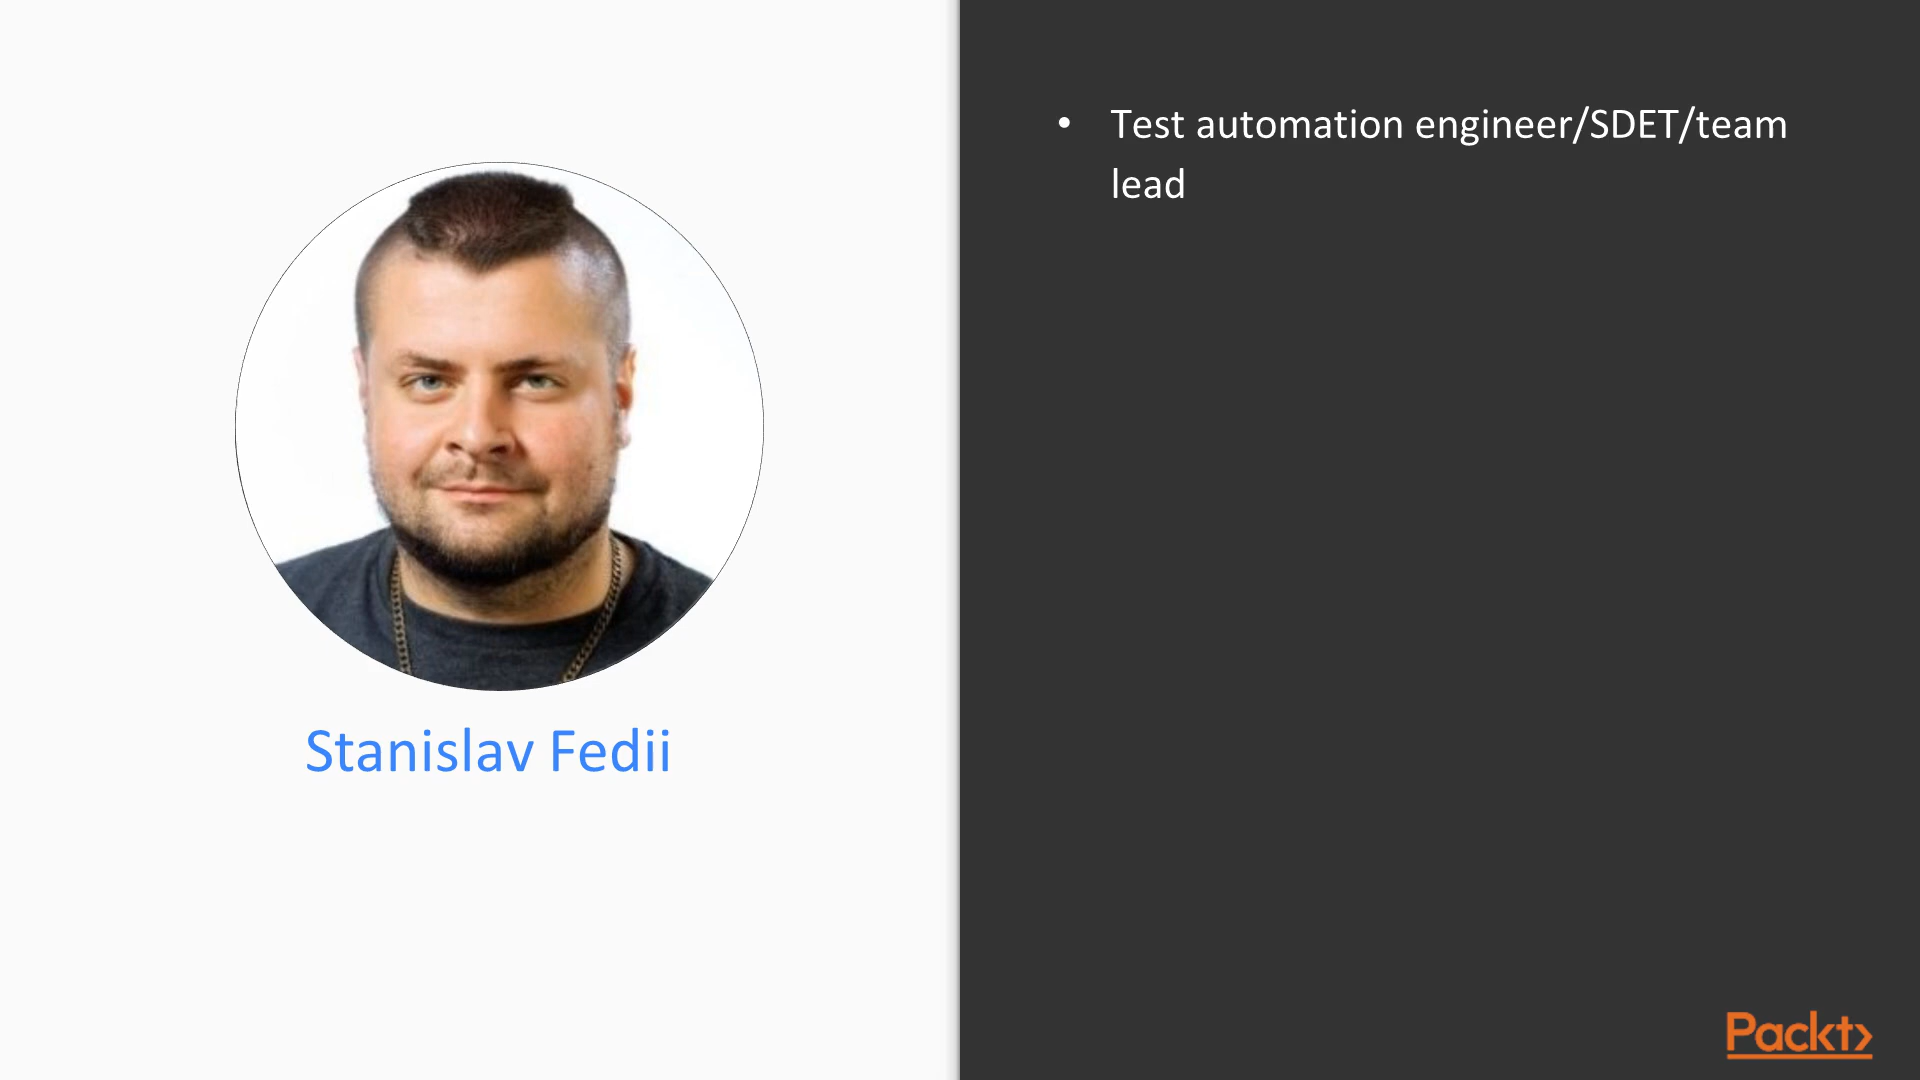 Stanislav Fedii
• Test automation engineer/SDET/team
lead
Packt>